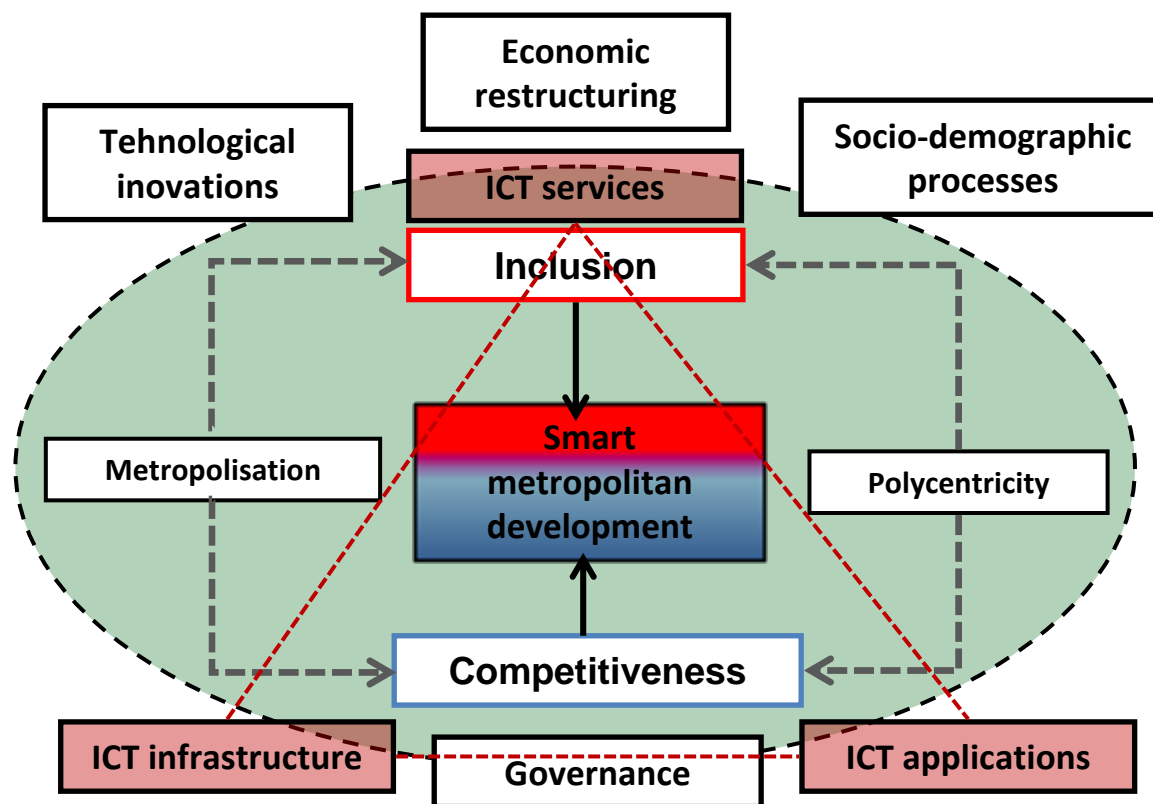 Economic
restructuring
Tehnological
inovations
Socio-demographic
processes
ICT services
Inclusion
Smart
metropolitan
development
Metropolisation
Polycentricity
Competitiveness
ICT infrastructure
Governance
ICT applications